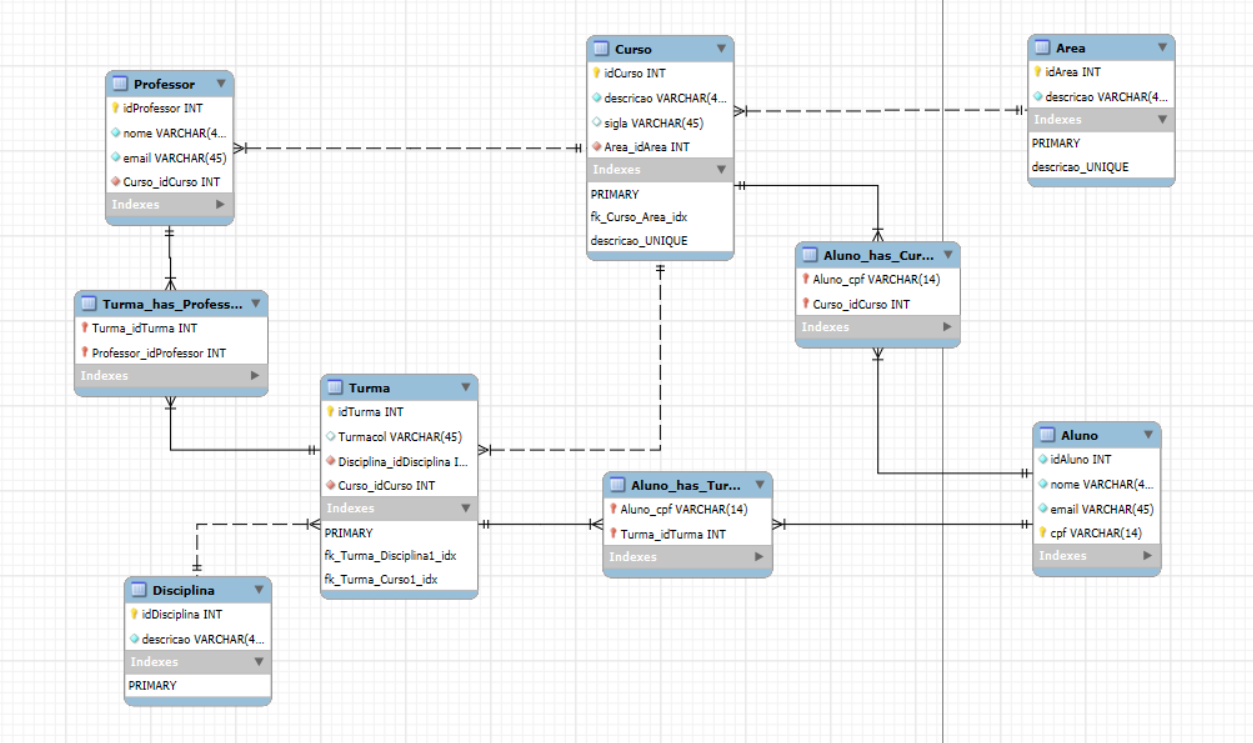 Professor
idProfessor INT
nome VARCHAR(4...
email VARCHAR(45)
Curso_idCurso INT
Indexes
Curso
idCurso INT
descricao VARCHAR(4...
sigla VARCHAR(45)
Area_idArea INT
Indexes
PRIMARY
fk_Curso_Area_idx
descricao_UNIQUE
Area
idArea INT
descricao VARCHAR(4...
Indexes
PRIMARY
descricao_UNIQUE
Aluno_has_Cur...
Aluno_cpf VARCHAR(14)
Curso_idCurso INT
Indexes
Turma_has_Profess...
Turma_idTurma INT
Professor_idProfessor INT
Indexes
Turma
idTurma INT
Turmacol VARCHAR(45)
Disciplina_idDisciplina I...
Curso_idCurso INT
Indexes
PRIMARY
fk_Turma_Disciplina1_idx
fk_Turma_Curso1_idx
Aluno_has_Tur...
Aluno_cpf VARCHAR(14)
Turma_idTurma INT
Indexes
Aluno
idAluno INT
nome VARCHAR(4...
email VARCHAR(45)
cpf VARCHAR(14)
Indexes
Disciplina
idDisciplina INT
descricao VARCHAR(4...
Indexes
PRIMARY